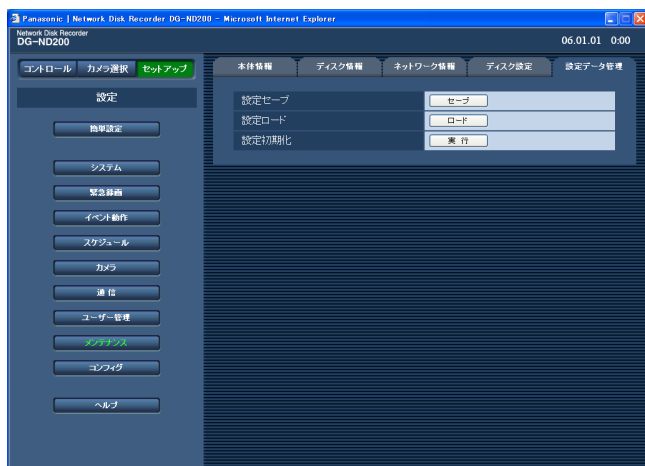 Panasonic | Network Disk Recorder DG-ND200 - Microsoft Internet Explorer
Network Disk Recorder
DG-ND200
06.01.01 0:00
コントロール カメラ選択 セットアップ
本体情報 ディスク情報 ネットワーク情報 ディスク設定 設定データ管理
設定
設定セーブ セーブ
設定ロード ロード
設定初期化 実 行
簡単設定
システム
緊急録画
イベント動作
スケジュール
カメラ
通 信
ユーザー管理
メンテナンス
コンフィグ
ヘルプ